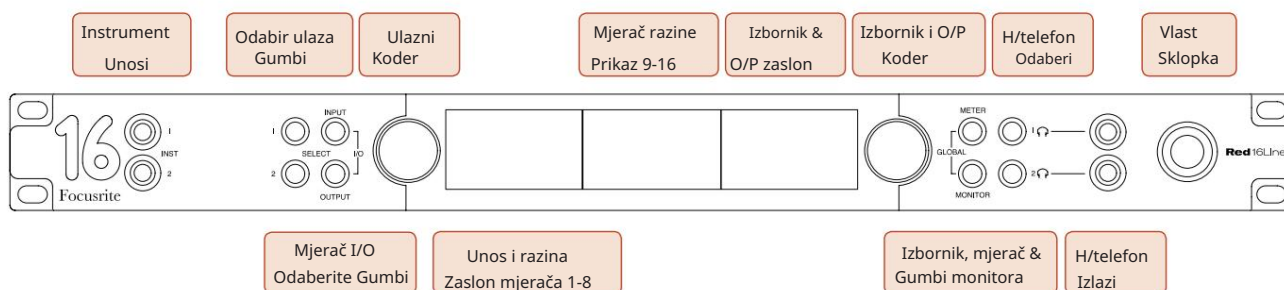 Instrument
Unosi
Odabir ulaza
Gumbi
Ulazni
Koder
Mjerač razine
Prikaz 9-16
Izbornik &
O/P zaslon
Izbornik i O/P
Koder
H/telefon
Odaberi
Vlast
Sklopka
16
Focusrite
1
INST
2
INPUT
1
SELECT
I/O
2
OUTPUT
METER
GLOBAL
MONITOR
1
2
Red16Line
Mjerač I/O
Odaberite Gumbi
Unos i razina
Zaslon mjerača 1-8
Izbornik, mjerač &
Gumbi monitora
H/telefon
Izlazi